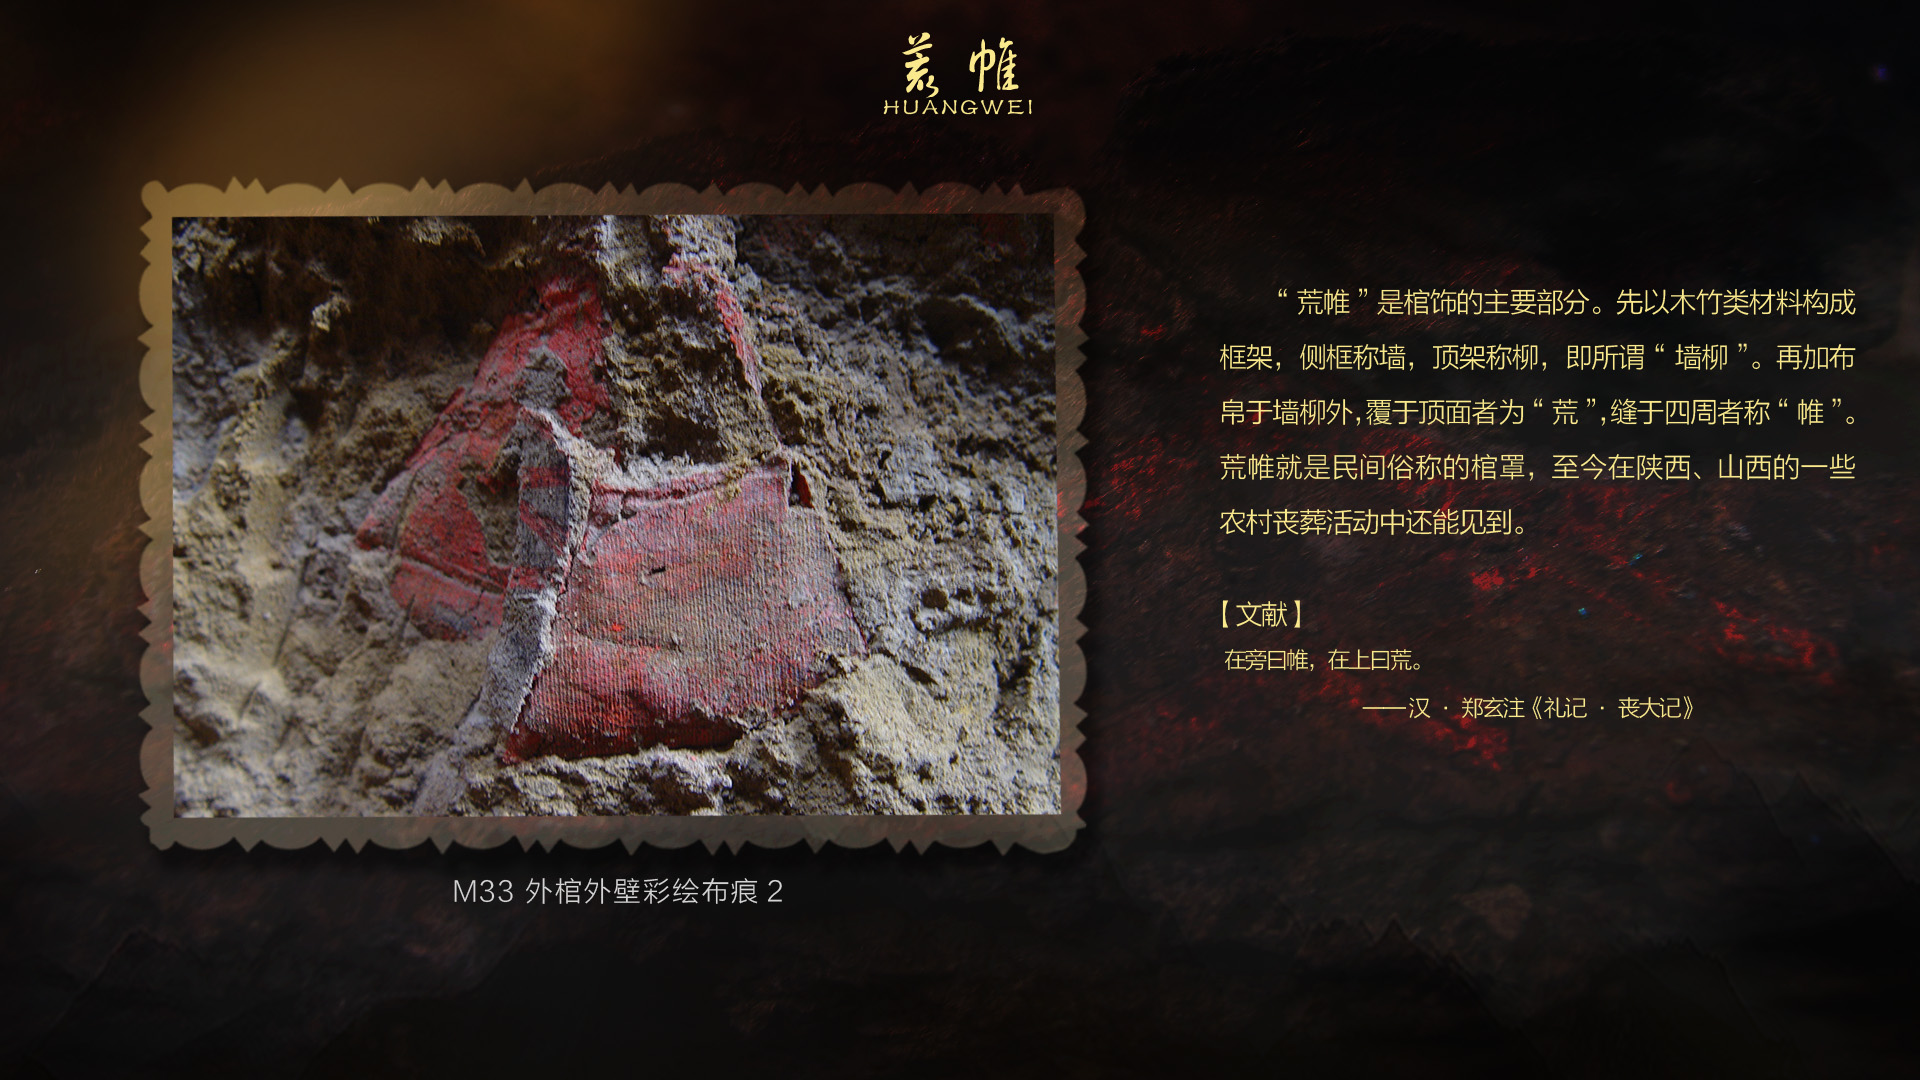 荒帷
HUANGWEI
“荒帷”是棺饰的主要部分。先以木竹类材料构成
框架，侧框称墙，顶架称柳，即所谓“墙柳”。再加布
帛于墙柳外,覆于顶面者为“荒”,缝于四周者称“帷”。
荒帷就是民间俗称的棺罩，至今在陕西、山西的一些
农村丧葬活动中还能见到。
【文献】
在旁曰帷，在上曰荒。
——汉 · 郑玄注《礼记 · 丧大记》
M33 外棺外壁彩绘布痕 2